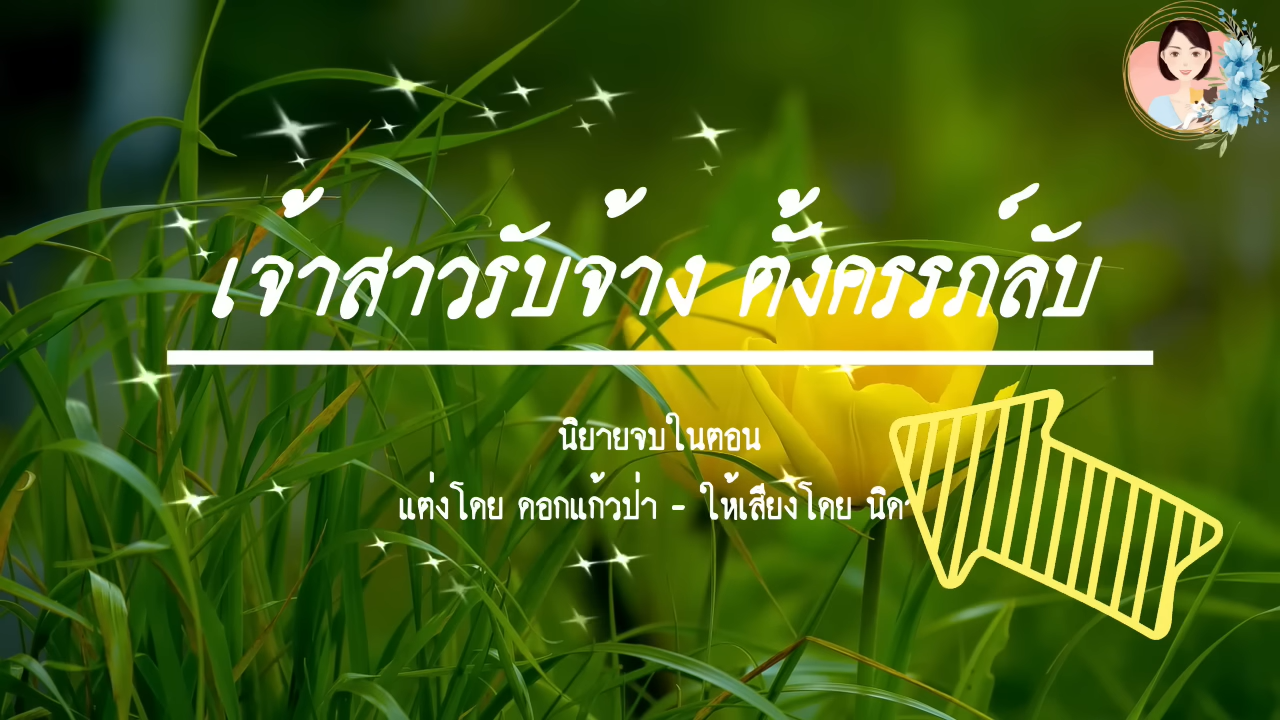 เจ้าสาวรับจ้าง ตั้งครรภ์ลับ
นิยายจบในตอน
แต่งโดย ดอกแก้วป่า - ให้เสียงโดย